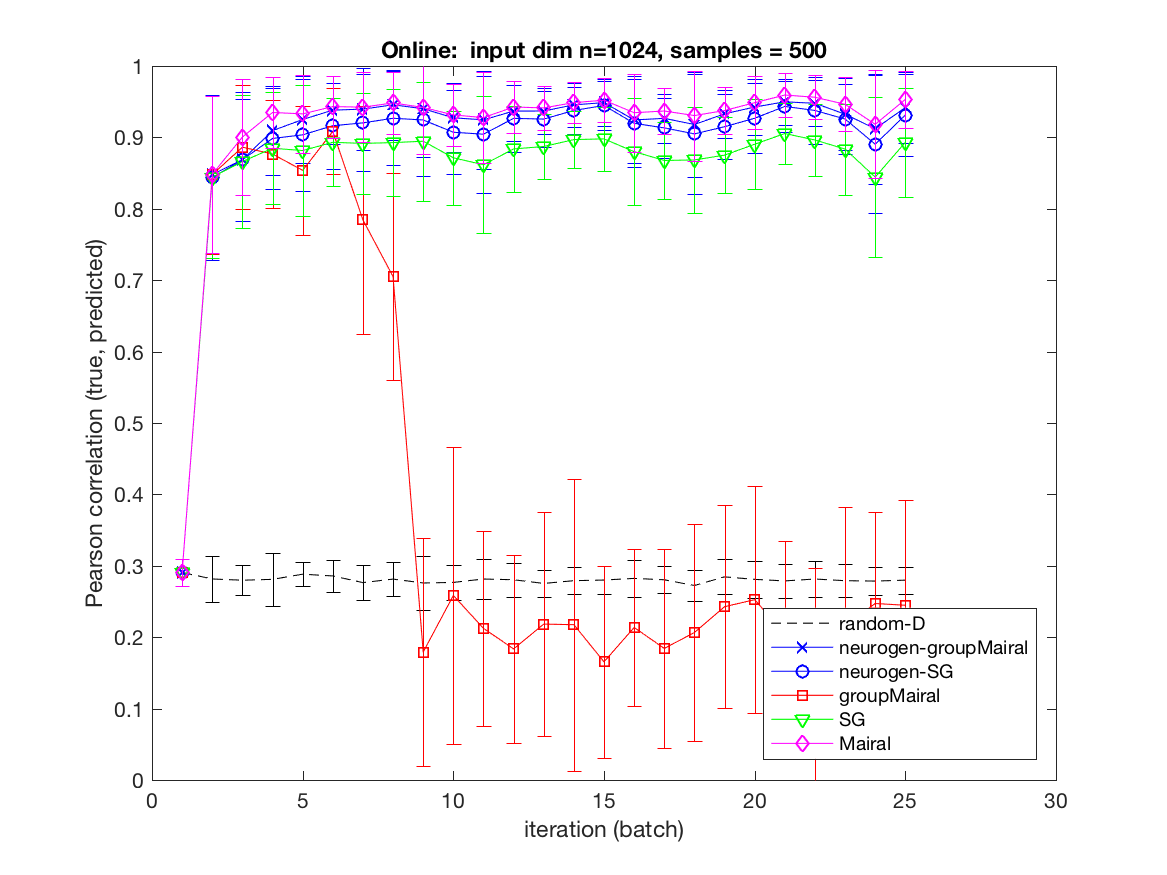 Online:  input dim n=1024, samples = 500
Pearson correlation (true, predicted)
1
0.9
0.8
0.7
0.6
0.5
0.4
0.3
0.2
0.1
0
0 5 10 15 20 25 30
iteration (batch)
random-D
neurogen-groupMairal
neurogen-SG
groupMairal
SG
Mairal